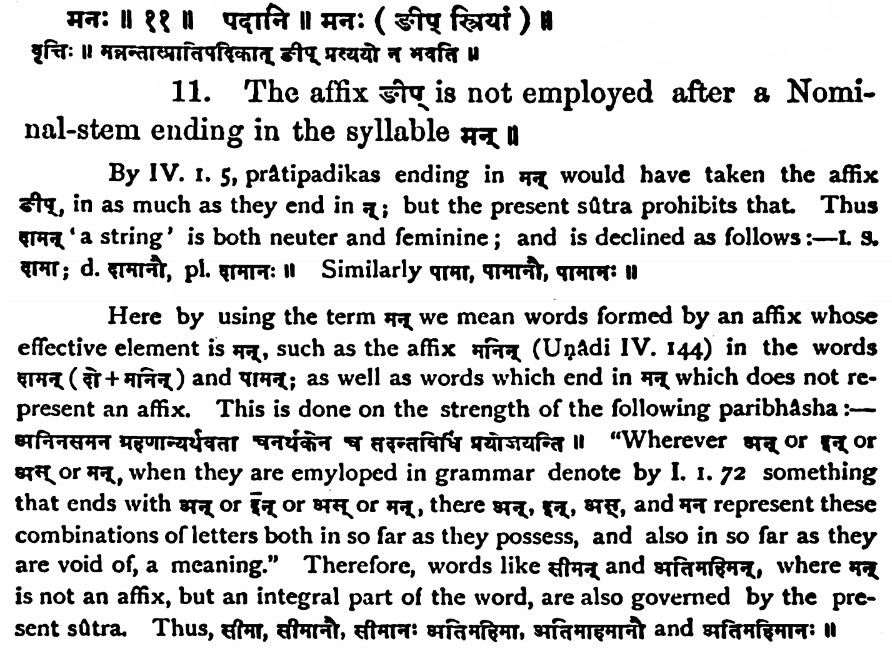 मनः ॥ ११ ॥ पदानि ॥ मनः ( ङीप् स्त्रियां ) ॥
वृत्तिः ॥ मन्नन्तात्प्रातिपदिकात् ङीप् प्रत्ययो न भवति ॥
11. The affix ङीप् is not employed after a Nomi-
nal-stem ending in the syllable मन् ॥
By IV. 1. 5, prâtipadikas ending in मन् would have taken the affix
ङीप्, in as much as they end in न्; but the present sûtra prohibits that. Thus
दामन् 'a string' is both neuter and feminine; and is declined as follows:—I. S.
दामा; d. दामानौ, pl. दामानः ॥ Similarly पामा, पामानौ, पामामः ॥
Here by using the term मन् we mean words formed by an affix whose
effective element is मन्, such as the affix मनिन् (Uṇâdi IV. 144) in the words
दामन् ( दो + मनिन् ) and पामन्; as well as words which end in मन् which does not re-
present an affix. This is done on the strength of the following paribhâsha:—
अनिनसमन ग्रहणान्यर्थवता चनर्थकेन च तदन्तविधिं प्रयोजयन्ति ॥ "Wherever अन् or इन् or
अस् or मन्, when they are emyloped in grammar denote by I. 1. 72 something
that ends with अन् or इन् or अस् or मन्, there अन्, इन्, अस्, and मन represent these
combinations of letters both in so far as they possess, and also in so far as they
are void of, a meaning." Therefore, words like सीमन् and अतिमहिमन्, where मन्
is not an affix, but an integral part of the word, are also governed by the pre-
sent sûtra. Thus, सीमा, सीमानौ, सीमानः अतिमहिमा, अतिमाहमानौ and अतिमहिमानः ॥